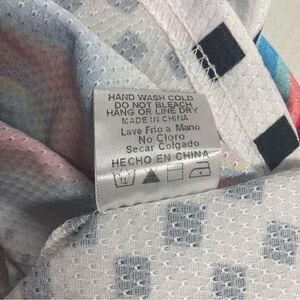 HAND WASH COLD
DO NOT BLEACH
HANG OR LINE DRY
MADE IN CHINA
Lave Frio a Mano
No Cloro
Secar Colgado
HECHO EN CHINA